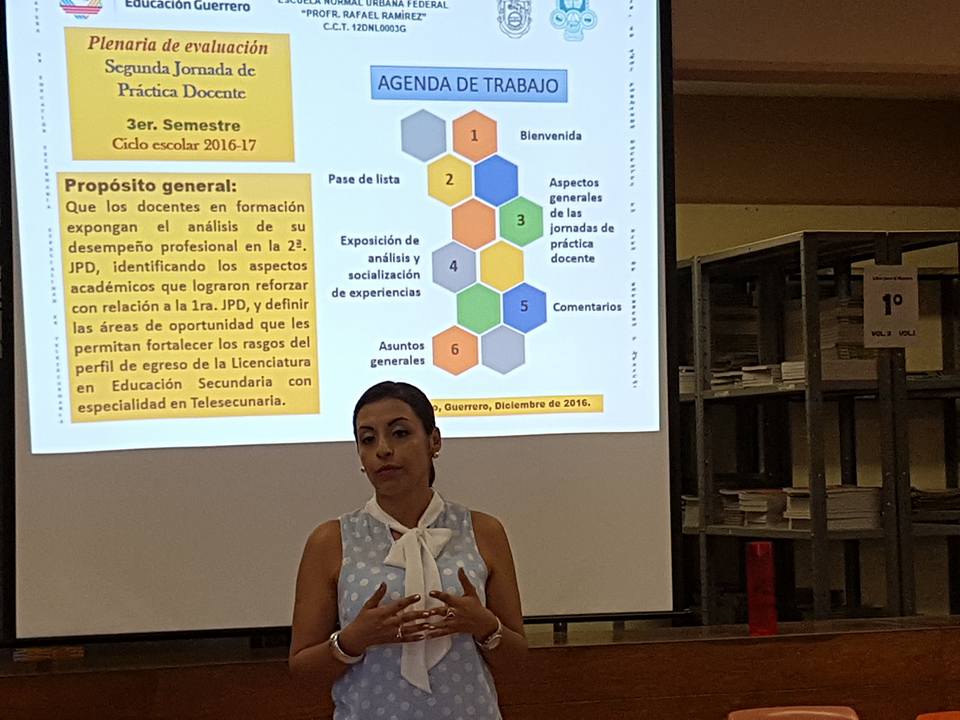 Educación Guerrero
ESCUELA NORMAL URBANA FEDERAL
"PROFR. RAFAEL RAMÍREZ"
C.C.T. 12DNL0003G
Plenaria de evaluación
Segunda Jornada de
Práctica Docente
3er. Semestre
Ciclo escolar 2016-17
Propósito general:
Que los docentes en formación
expongan el análisis de su
desempeño profesional en la 2ª.
JPD, identificando los aspectos
académicos que lograron reforzar
con relación a la 1ra. JPD, y definir
las áreas de oportunidad que les
permitan fortalecer los rasgos del
perfil de egreso de la Licenciatura
en Educación Secundaria con
especialidad en Telesecunaria.
AGENDA DE TRABAJO
1
Bienvenida
Pase de lista
2
3
Aspectos
generales
de las
jornadas de
práctica
docente
Exposición de
análisis y
socialización
de experiencias
4
5
Comentarios
Asuntos
generales
6
Guerrero, Diciembre de 2016.
1º
VOL.2 VOL.1